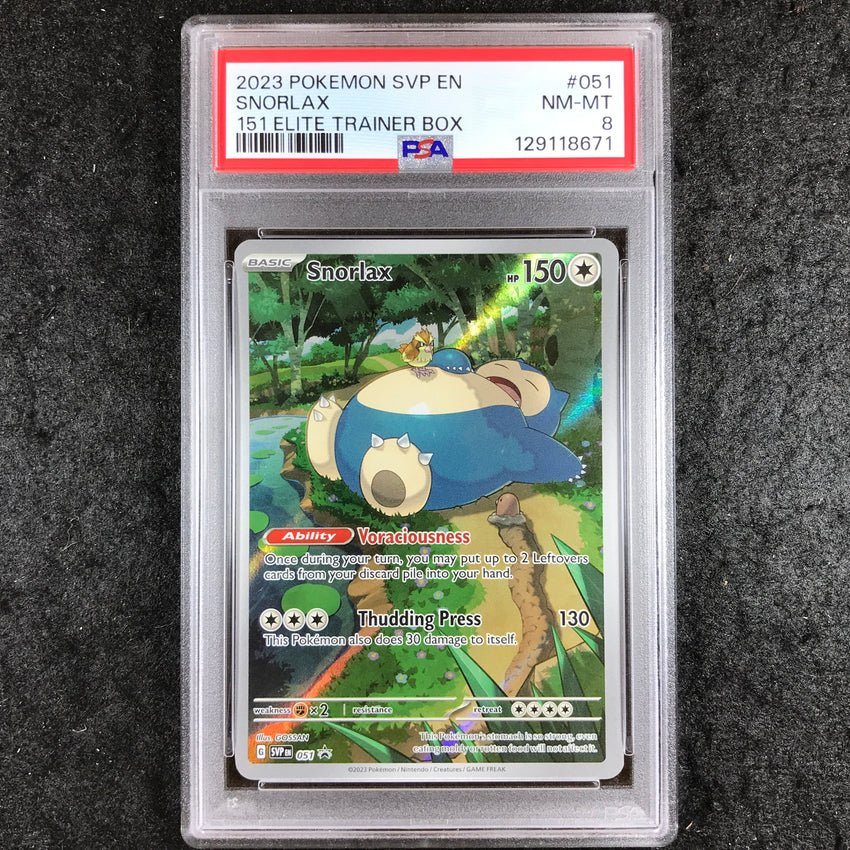 2023 POKEMON SVP EN #051
SNORLAX NM-MT
151 ELITE TRAINER BOX 8
PSA 129118671
BASIC Snorlax HP 150
Ability Voraciousness
Once during your turn, you may put up to 2 Leftovers
cards from your discard pile into your hand.
Thudding Press 130
This Pokémon also does 30 damage to itself.
weakness ×2 resistance retreat
Illus. GOSSAN
This Pokémon's stomach is so strong, even
eating moldy or rotten food will not affect it.
G SVP EN 051
©2023 Pokémon / Nintendo / Creatures / GAME FREAK